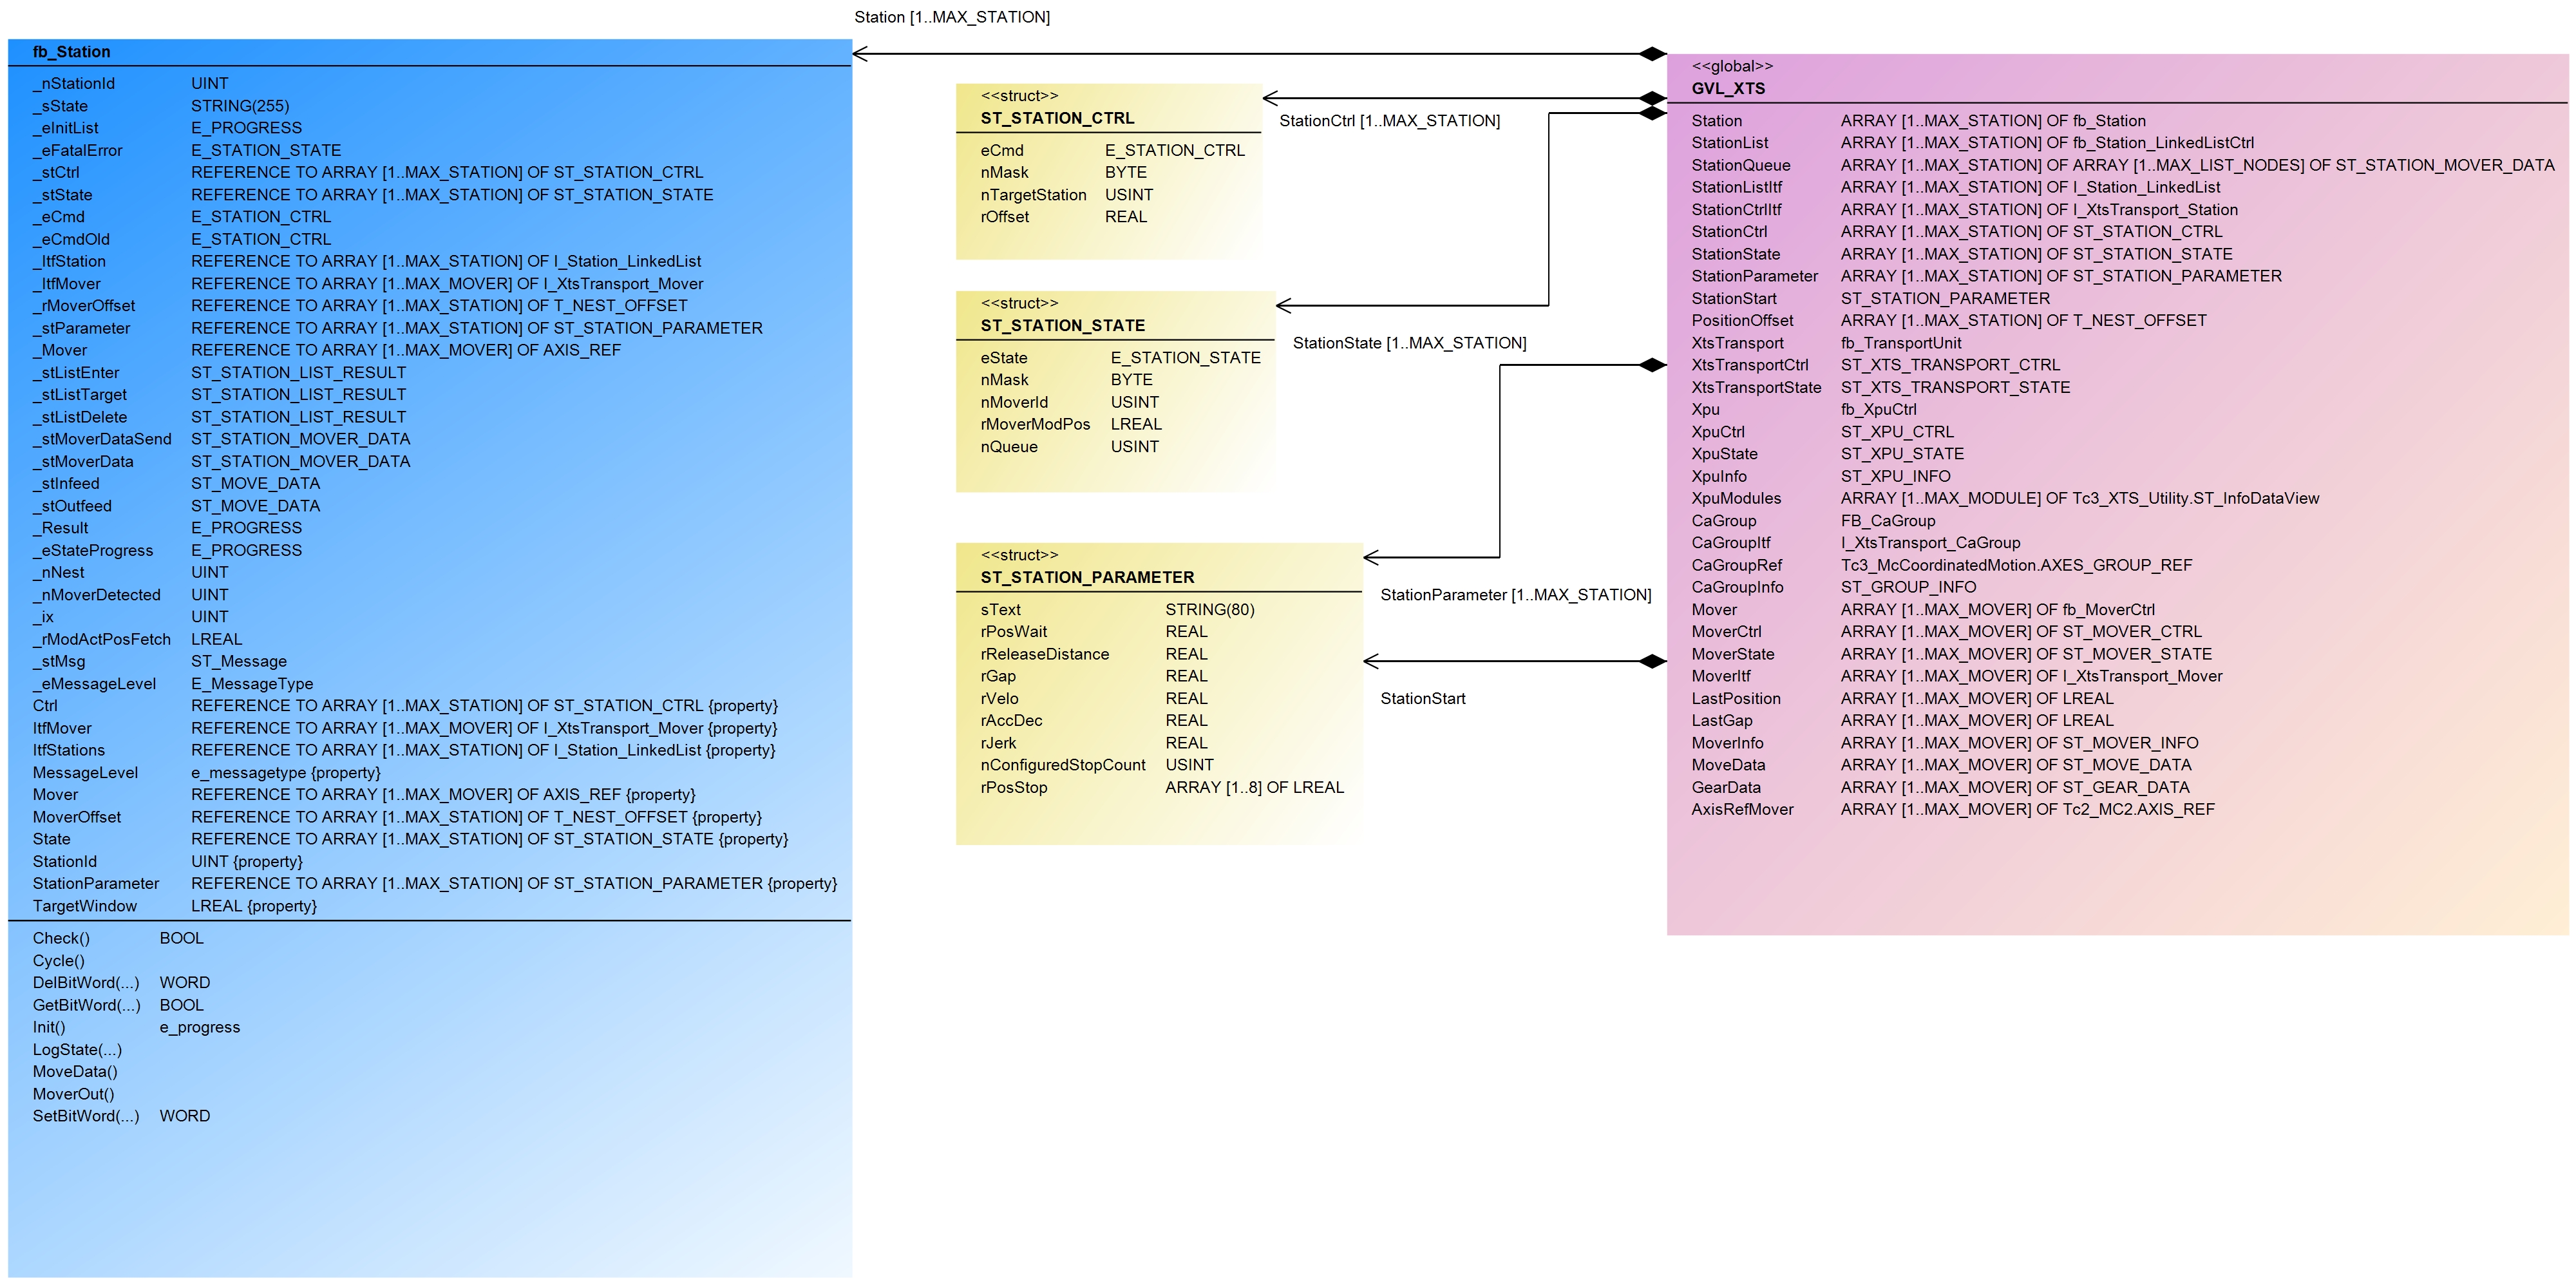 Station [1..MAX_STATION]
fb_Station
_nStationId UINT
_sState STRING(255)
_eInitList E_PROGRESS
_eFatalError E_STATION_STATE
_stCtrl REFERENCE TO ARRAY [1..MAX_STATION] OF ST_STATION_CTRL
_stState REFERENCE TO ARRAY [1..MAX_STATION] OF ST_STATION_STATE
_eCmd E_STATION_CTRL
_eCmdOld E_STATION_CTRL
_ItfStation REFERENCE TO ARRAY [1..MAX_STATION] OF I_Station_LinkedList
_ItfMover REFERENCE TO ARRAY [1..MAX_MOVER] OF I_XtsTransport_Mover
_rMoverOffset REFERENCE TO ARRAY [1..MAX_STATION] OF T_NEST_OFFSET
_stParameter REFERENCE TO ARRAY [1..MAX_STATION] OF ST_STATION_PARAMETER
_Mover REFERENCE TO ARRAY [1..MAX_MOVER] OF AXIS_REF
_stListEnter ST_STATION_LIST_RESULT
_stListTarget ST_STATION_LIST_RESULT
_stListDelete ST_STATION_LIST_RESULT
_stMoverDataSend ST_STATION_MOVER_DATA
_stMoverData ST_STATION_MOVER_DATA
_stInfeed ST_MOVE_DATA
_stOutfeed ST_MOVE_DATA
_Result E_PROGRESS
_eStateProgress E_PROGRESS
_nNest UINT
_nMoverDetected UINT
_ix UINT
_rModActPosFetch LREAL
_stMsg ST_Message
_eMessageLevel E_MessageType
Ctrl REFERENCE TO ARRAY [1..MAX_STATION] OF ST_STATION_CTRL {property}
ItfMover REFERENCE TO ARRAY [1..MAX_MOVER] OF I_XtsTransport_Mover {property}
ItfStations REFERENCE TO ARRAY [1..MAX_STATION] OF I_Station_LinkedList {property}
MessageLevel e_messagetype {property}
Mover REFERENCE TO ARRAY [1..MAX_MOVER] OF AXIS_REF {property}
MoverOffset REFERENCE TO ARRAY [1..MAX_STATION] OF T_NEST_OFFSET {property}
State REFERENCE TO ARRAY [1..MAX_STATION] OF ST_STATION_STATE {property}
StationId UINT {property}
StationParameter REFERENCE TO ARRAY [1..MAX_STATION] OF ST_STATION_PARAMETER {property}
TargetWindow LREAL {property}
Check() BOOL
Cycle()
DelBitWord(...) WORD
GetBitWord(...) BOOL
Init() e_progress
LogState(...)
MoveData()
MoverOut()
SetBitWord(...) WORD
<<struct>>
ST_STATION_CTRL
eCmd E_STATION_CTRL
nMask BYTE
nTargetStation USINT
rOffset REAL
StationCtrl [1..MAX_STATION]
<<struct>>
ST_STATION_STATE
eState E_STATION_STATE
nMask BYTE
nMoverId USINT
rMoverModPos LREAL
nQueue USINT
StationState [1..MAX_STATION]
<<struct>>
ST_STATION_PARAMETER
sText STRING(80)
rPosWait REAL
rReleaseDistance REAL
rGap REAL
rVelo REAL
rAccDec REAL
rJerk REAL
nConfiguredStopCount USINT
rPosStop ARRAY [1..8] OF LREAL
StationParameter [1..MAX_STATION]
StationStart
<<global>>
GVL_XTS
Station ARRAY [1..MAX_STATION] OF fb_Station
StationList ARRAY [1..MAX_STATION] OF fb_Station_LinkedListCtrl
StationQueue ARRAY [1..MAX_STATION] OF ARRAY [1..MAX_LIST_NODES] OF ST_STATION_MOVER_DATA
StationListItf ARRAY [1..MAX_STATION] OF I_Station_LinkedList
StationCtrlItf ARRAY [1..MAX_STATION] OF I_XtsTransport_Station
StationCtrl ARRAY [1..MAX_STATION] OF ST_STATION_CTRL
StationState ARRAY [1..MAX_STATION] OF ST_STATION_STATE
StationParameter ARRAY [1..MAX_STATION] OF ST_STATION_PARAMETER
StationStart ST_STATION_PARAMETER
PositionOffset ARRAY [1..MAX_STATION] OF T_NEST_OFFSET
XtsTransport fb_TransportUnit
XtsTransportCtrl ST_XTS_TRANSPORT_CTRL
XtsTransportState ST_XTS_TRANSPORT_STATE
Xpu fb_XpuCtrl
XpuCtrl ST_XPU_CTRL
XpuState ST_XPU_STATE
XpuInfo ST_XPU_INFO
XpuModules ARRAY [1..MAX_MODULE] OF Tc3_XTS_Utility.ST_InfoDataView
CaGroup FB_CaGroup
CaGroupItf I_XtsTransport_CaGroup
CaGroupRef Tc3_McCoordinatedMotion.AXES_GROUP_REF
CaGroupInfo ST_GROUP_INFO
Mover ARRAY [1..MAX_MOVER] OF fb_MoverCtrl
MoverCtrl ARRAY [1..MAX_MOVER] OF ST_MOVER_CTRL
MoverState ARRAY [1..MAX_MOVER] OF ST_MOVER_STATE
MoverItf ARRAY [1..MAX_MOVER] OF I_XtsTransport_Mover
LastPosition ARRAY [1..MAX_MOVER] OF LREAL
LastGap ARRAY [1..MAX_MOVER] OF LREAL
MoverInfo ARRAY [1..MAX_MOVER] OF ST_MOVER_INFO
MoveData ARRAY [1..MAX_MOVER] OF ST_MOVE_DATA
GearData ARRAY [1..MAX_MOVER] OF ST_GEAR_DATA
AxisRefMover ARRAY [1..MAX_MOVER] OF Tc2_MC2.AXIS_REF